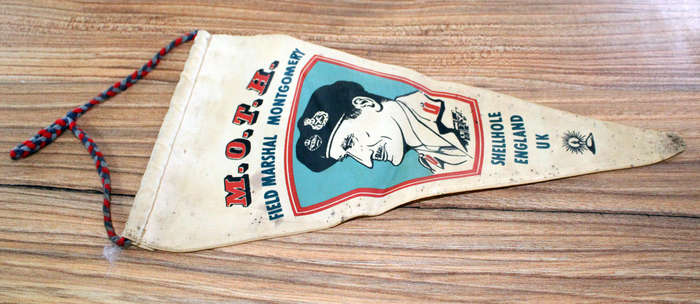 M.O.T.H.
FIELD MARSHAL MONTGOMERY
SHELLHOLE
ENGLAND
UK